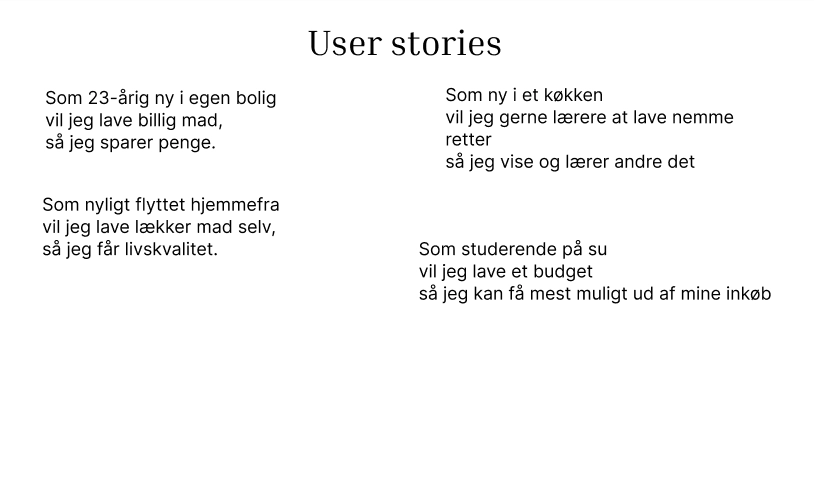 User stories
Som 23-årig ny i egen bolig
vil jeg lave billig mad,
så jeg sparer penge.
Som nyligt flyttet hjemmefra
vil jeg lave lækker mad selv,
så jeg får livskvalitet.
Som ny i et køkken
vil jeg gerne lærere at lave nemme
retter
så jeg vise og lærer andre det
Som studerende på su
vil jeg lave et budget
så jeg kan få mest muligt ud af mine inkøb